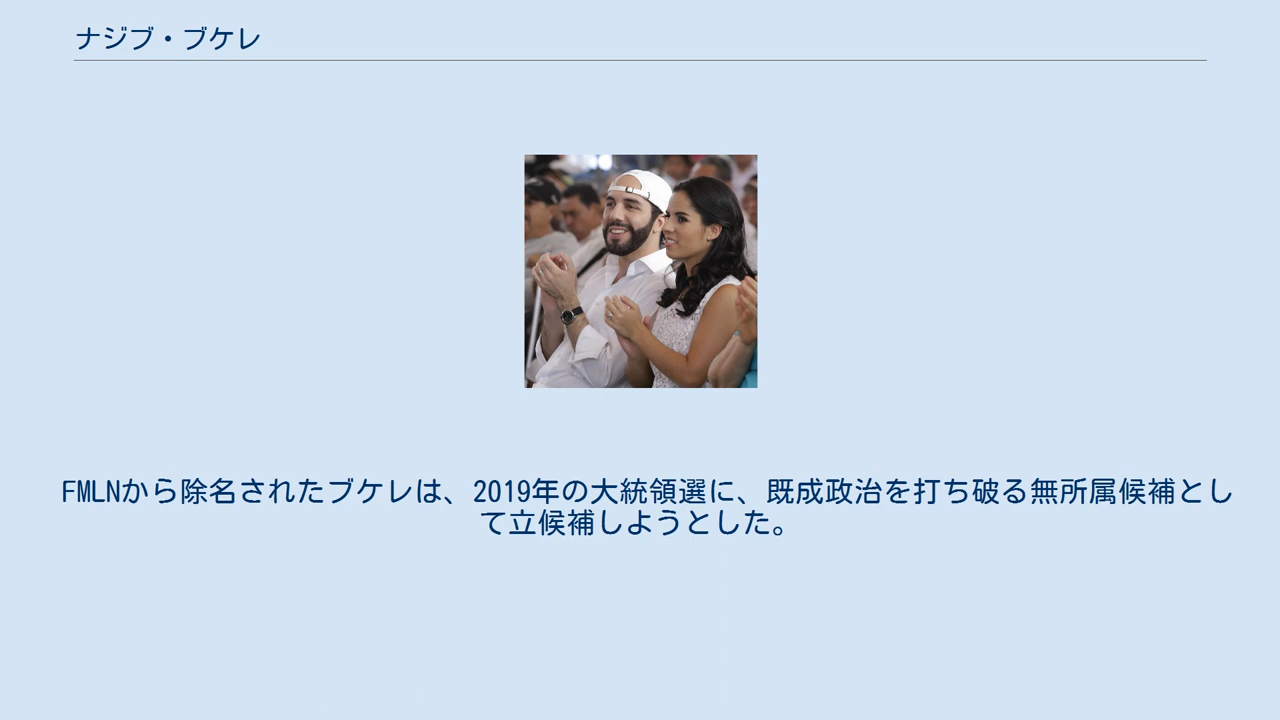 ナジブ・ブケレ
FMLNから除名されたブケレは、2019年の大統領選に、既成政治を打ち破る無所属候補とし
て立候補しようとした。